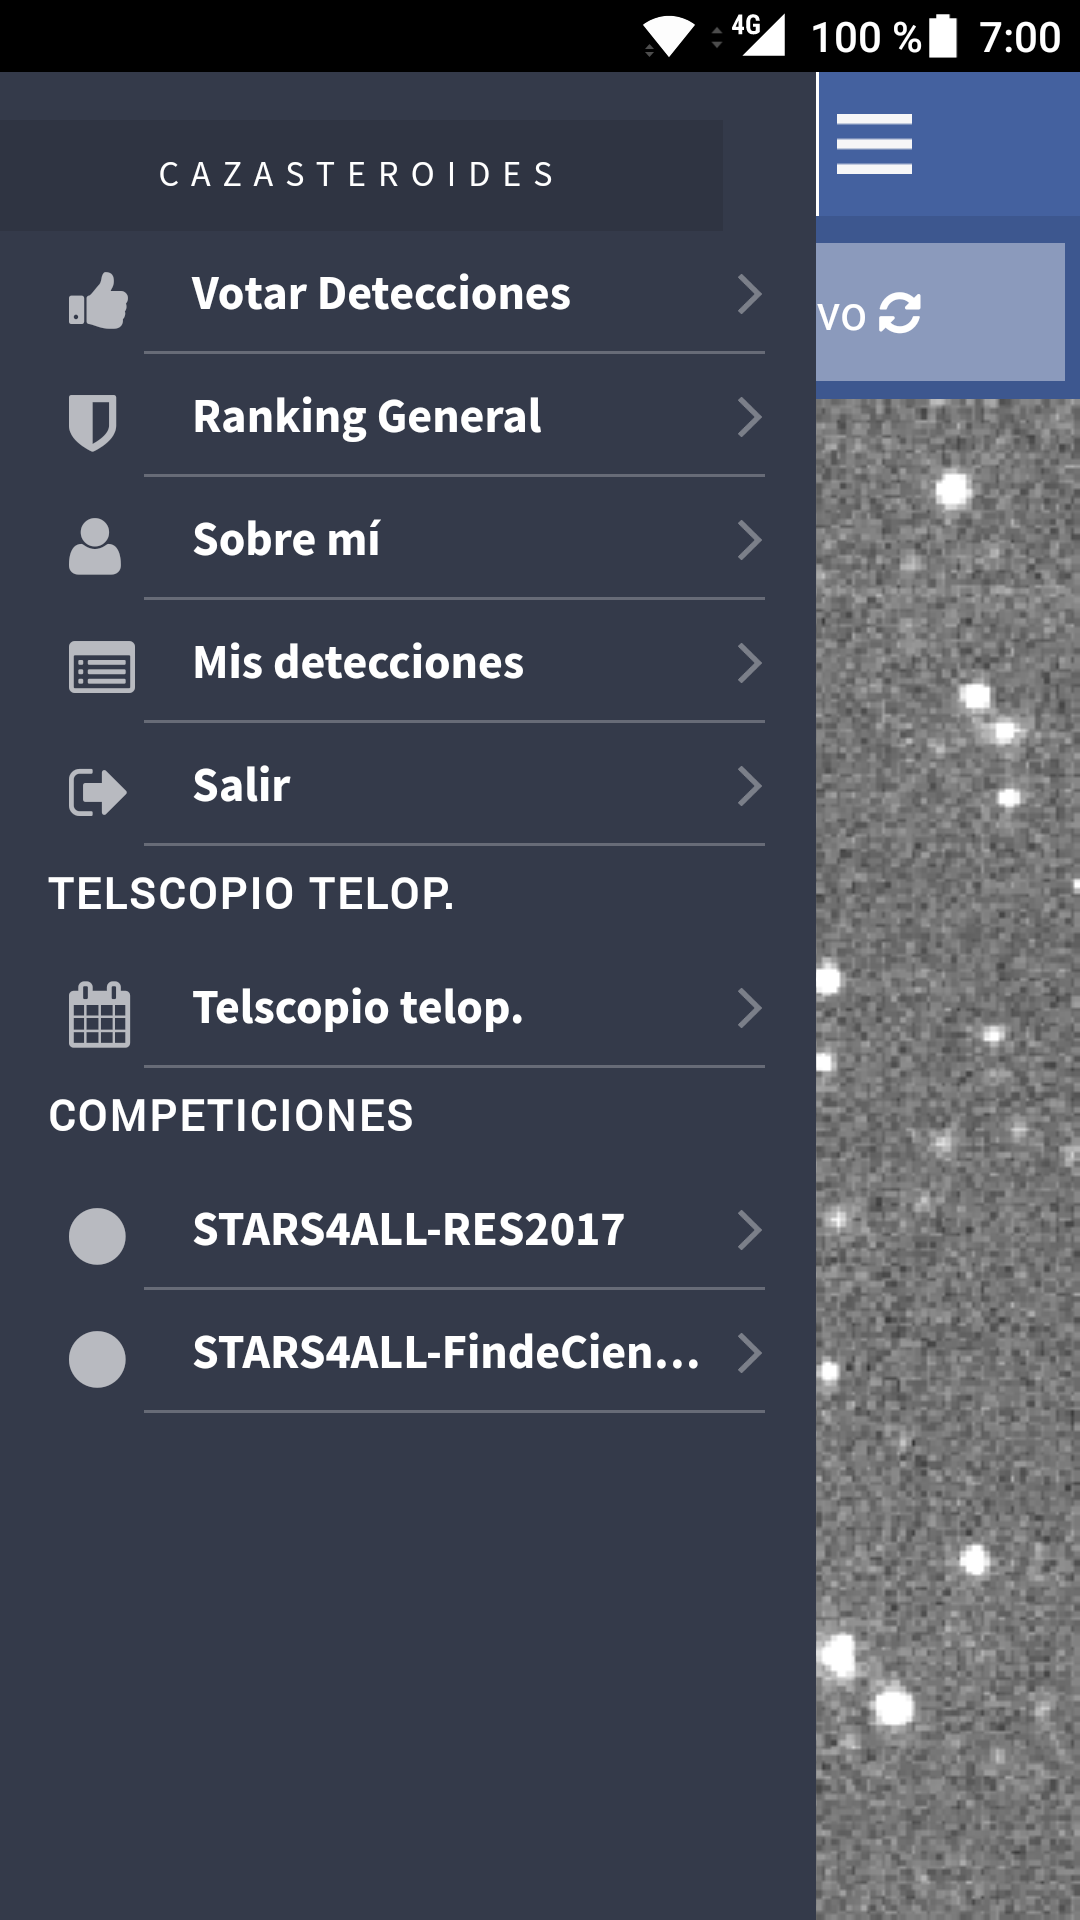 4G 100 % 7:00
CAZASTEROIDES
Votar Detecciones
vo
Ranking General
Sobre mí
Mis detecciones
Salir
TELSCOPIO TELOP.
Telscopio telop.
COMPETICIONES
STARS4ALL-RES2017
STARS4ALL-FindeCien...